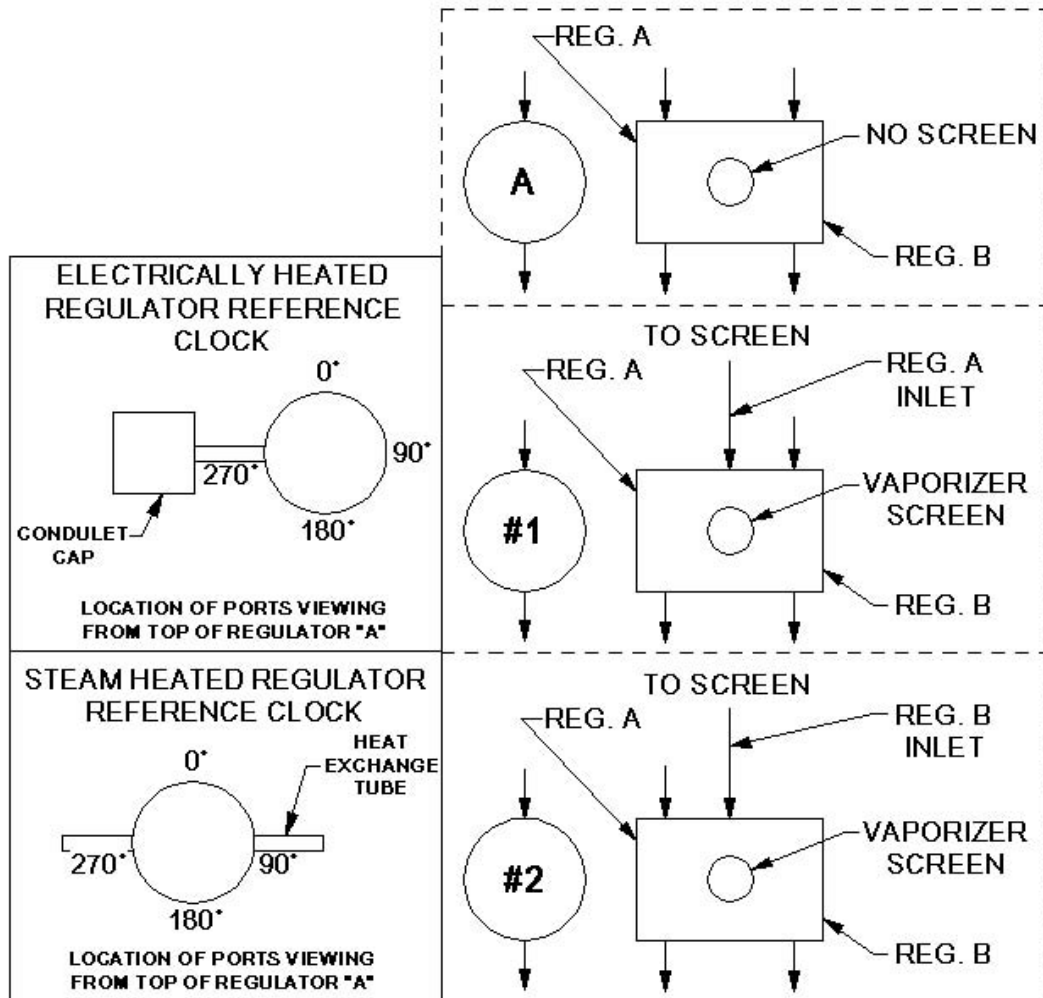 REG. A
A
NO SCREEN
REG. B
ELECTRICALLY HEATED
REGULATOR REFERENCE
CLOCK
0°
90°
270°
180°
CONDULET
CAP
LOCATION OF PORTS VIEWING
FROM TOP OF REGULATOR "A"
TO SCREEN
REG. A
REG. A
INLET
#1
VAPORIZER
SCREEN
REG. B
STEAM HEATED REGULATOR
REFERENCE CLOCK
0°
HEAT
EXCHANGE
TUBE
270°
90°
180°
LOCATION OF PORTS VIEWING
FROM TOP OF REGULATOR "A"
TO SCREEN
REG. A
REG. B
INLET
#2
VAPORIZER
SCREEN
REG. B